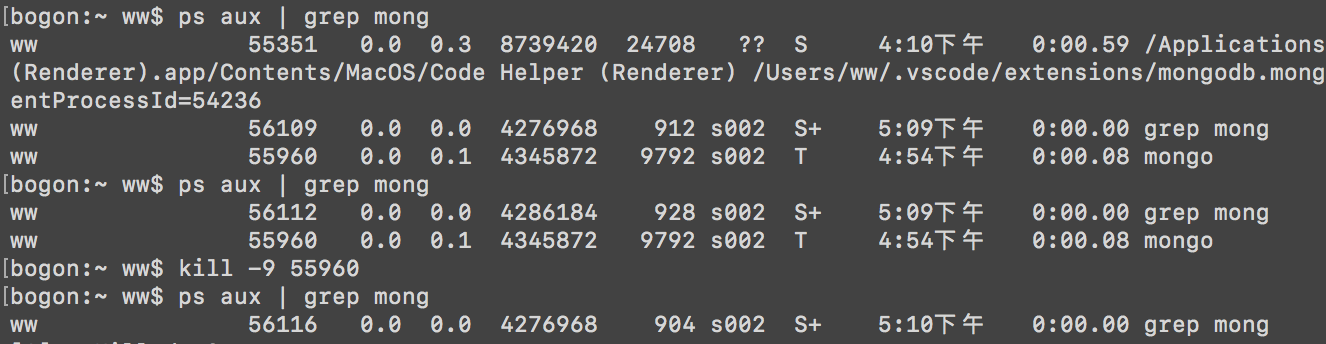 [bogon:~ ww$ ps aux | grep mong
ww 55351 0.0 0.3 8739420 24708 ?? S 4:10下午 0:00.59 /Applications
(Renderer).app/Contents/MacOS/Code Helper (Renderer) /Users/ww/.vscode/extensions/mongodb.mong
entProcessId=54236
ww 56109 0.0 0.0 4276968 912 s002 S+ 5:09下午 0:00.00 grep mong
ww 55960 0.0 0.1 4345872 9792 s002 T 4:54下午 0:00.08 mongo
[bogon:~ ww$ ps aux | grep mong
ww 56112 0.0 0.0 4286184 928 s002 S+ 5:09下午 0:00.00 grep mong
ww 55960 0.0 0.1 4345872 9792 s002 T 4:54下午 0:00.08 mongo
[bogon:~ ww$ kill -9 55960
[bogon:~ ww$ ps aux | grep mong
ww 56116 0.0 0.0 4276968 904 s002 S+ 5:10下午 0:00.00 grep mong